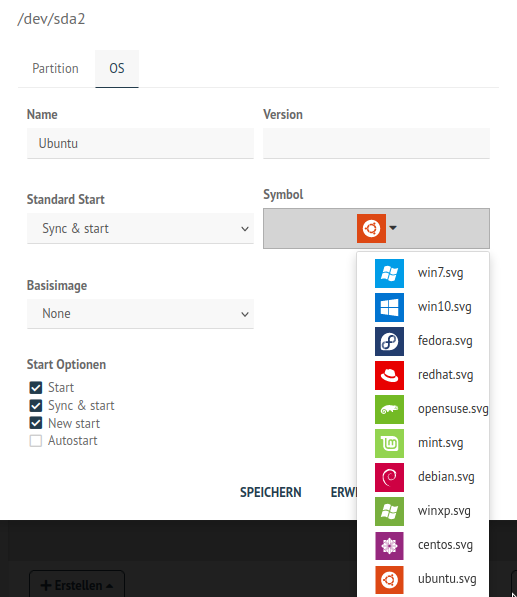 /dev/sda2
Partition OS
Name Version
Ubuntu
Standard Start Symbol
Sync & start
win7.svg
Basisimage win10.svg
None
fedora.svg
Start Optionen redhat.svg
Start
Sync & start opensuse.svg
New start
Autostart mint.svg
debian.svg
SPEICHERN
winxp.svg
centos.svg
+ Erstellen ubuntu.svg